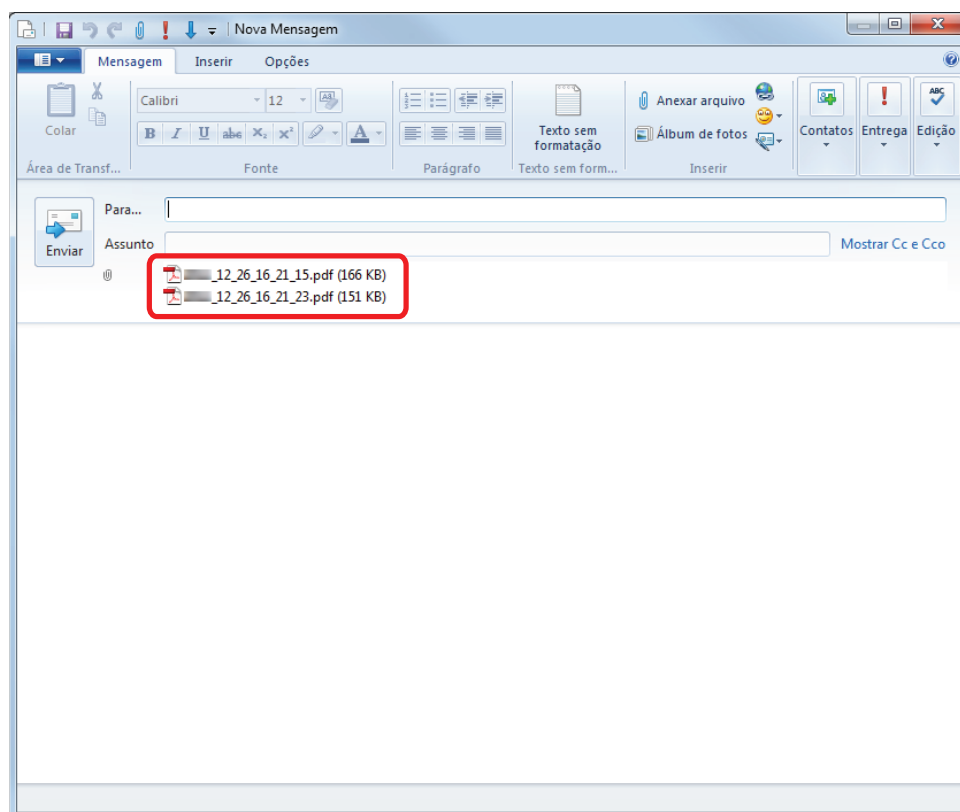 Nova Mensagem
Mensagem Inserir Opções
Colar
Área de Transf...
Calibri 12
B I U abc X₂ X² A
Fonte
Parágrafo
Texto sem
formatação
Texto sem form...
Anexar arquivo
Álbum de fotos
Inserir
Contatos Entrega Edição
Enviar
Para...
Assunto
Mostrar Cc e Cco
_12_26_16_21_15.pdf (166 KB)
_12_26_16_21_23.pdf (151 KB)